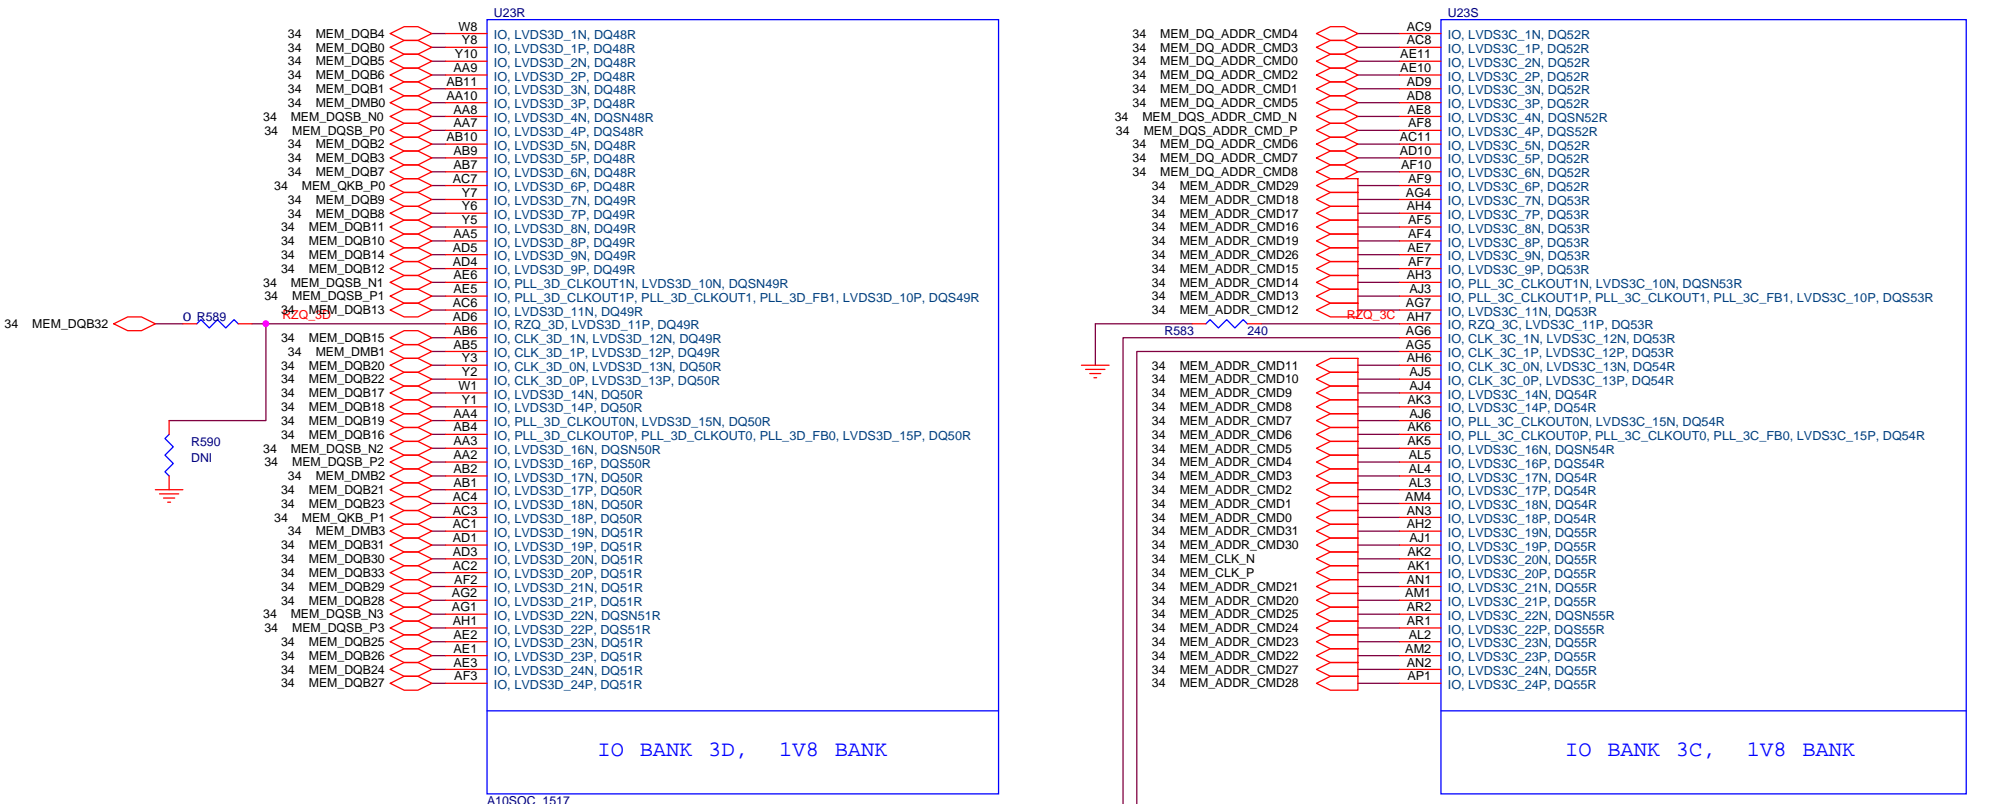 U23R
34 MEM_DQB4 W8 IO, LVDS3D_1N, DQ48R
34 MEM_DQB0 Y8 IO, LVDS3D_1P, DQ48R
34 MEM_DQB5 Y10 IO, LVDS3D_2N, DQ48R
34 MEM_DQB6 AA9 IO, LVDS3D_2P, DQ48R
34 MEM_DQB1 AB11 IO, LVDS3D_3N, DQ48R
34 MEM_DMB0 AA10 IO, LVDS3D_3P, DQ48R
34 MEM_DQSB_N0 AA8 IO, LVDS3D_4N, DQSN48R
34 MEM_DQSB_P0 AA7 IO, LVDS3D_4P, DQS48R
34 MEM_DQB2 AB10 IO, LVDS3D_5N, DQ48R
34 MEM_DQB3 AB9 IO, LVDS3D_5P, DQ48R
34 MEM_DQB7 AB7 IO, LVDS3D_6N, DQ48R
34 MEM_QKB_P0 AC7 IO, LVDS3D_6P, DQ48R
34 MEM_DQB9 Y7 IO, LVDS3D_7N, DQ49R
34 MEM_DQB8 Y6 IO, LVDS3D_7P, DQ49R
34 MEM_DQB11 Y5 IO, LVDS3D_8N, DQ49R
34 MEM_DQB10 AA5 IO, LVDS3D_8P, DQ49R
34 MEM_DQB14 AD5 IO, LVDS3D_9N, DQ49R
34 MEM_DQB12 AD4 IO, LVDS3D_9P, DQ49R
34 MEM_DQSB_N1 AE6 IO, PLL_3D_CLKOUT1N, LVDS3D_10N, DQSN49R
34 MEM_DQSB_P1 AE5 IO, PLL_3D_CLKOUT1P, PLL_3D_CLKOUT1, PLL_3D_FB1, LVDS3D_10P, DQS49R
34 MEM_DQB13 AC6 IO, LVDS3D_11N, DQ49R
34 MEM_DQB32 0 R589 RZQ_3D AD6 IO, RZQ_3D, LVDS3D_11P, DQ49R
34 MEM_DQB15 AB6 IO, CLK_3D_1N, LVDS3D_12N, DQ49R
34 MEM_DMB1 AB5 IO, CLK_3D_1P, LVDS3D_12P, DQ49R
34 MEM_DQB20 Y3 IO, CLK_3D_0N, LVDS3D_13N, DQ50R
34 MEM_DQB22 Y2 IO, CLK_3D_0P, LVDS3D_13P, DQ50R
34 MEM_DQB17 W1 IO, LVDS3D_14N, DQ50R
34 MEM_DQB18 Y1 IO, LVDS3D_14P, DQ50R
34 MEM_DQB19 AA4 IO, PLL_3D_CLKOUT0N, LVDS3D_15N, DQ50R
34 MEM_DQB16 AB4 IO, PLL_3D_CLKOUT0P, PLL_3D_CLKOUT0, PLL_3D_FB0, LVDS3D_15P, DQ50R
R590
DNI
34 MEM_DQSB_N2 AA3 IO, LVDS3D_16N, DQSN50R
34 MEM_DQSB_P2 AA2 IO, LVDS3D_16P, DQS50R
34 MEM_DMB2 AB2 IO, LVDS3D_17N, DQ50R
34 MEM_DQB21 AB1 IO, LVDS3D_17P, DQ50R
34 MEM_DQB23 AC4 IO, LVDS3D_18N, DQ50R
34 MEM_QKB_P1 AC3 IO, LVDS3D_18P, DQ50R
34 MEM_DMB3 AC1 IO, LVDS3D_19N, DQ51R
34 MEM_DQB31 AD1 IO, LVDS3D_19P, DQ51R
34 MEM_DQB30 AD3 IO, LVDS3D_20N, DQ51R
34 MEM_DQB33 AC2 IO, LVDS3D_20P, DQ51R
34 MEM_DQB29 AF2 IO, LVDS3D_21N, DQ51R
34 MEM_DQB28 AG2 IO, LVDS3D_21P, DQ51R
34 MEM_DQSB_N3 AG1 IO, LVDS3D_22N, DQSN51R
34 MEM_DQSB_P3 AH1 IO, LVDS3D_22P, DQS51R
34 MEM_DQB25 AE2 IO, LVDS3D_23N, DQ51R
34 MEM_DQB26 AE1 IO, LVDS3D_23P, DQ51R
34 MEM_DQB24 AE3 IO, LVDS3D_24N, DQ51R
34 MEM_DQB27 AF3 IO, LVDS3D_24P, DQ51R
IO BANK 3D, 1V8 BANK
A10SOC_1517
U23S
34 MEM_DQ_ADDR_CMD4 AC9 IO, LVDS3C_1N, DQ52R
34 MEM_DQ_ADDR_CMD3 AC8 IO, LVDS3C_1P, DQ52R
34 MEM_DQ_ADDR_CMD0 AE11 IO, LVDS3C_2N, DQ52R
34 MEM_DQ_ADDR_CMD2 AE10 IO, LVDS3C_2P, DQ52R
34 MEM_DQ_ADDR_CMD1 AD9 IO, LVDS3C_3N, DQ52R
34 MEM_DQ_ADDR_CMD5 AD8 IO, LVDS3C_3P, DQ52R
34 MEM_DQS_ADDR_CMD_N AE8 IO, LVDS3C_4N, DQSN52R
34 MEM_DQS_ADDR_CMD_P AF8 IO, LVDS3C_4P, DQS52R
34 MEM_DQ_ADDR_CMD6 AC11 IO, LVDS3C_5N, DQ52R
34 MEM_DQ_ADDR_CMD7 AD10 IO, LVDS3C_5P, DQ52R
34 MEM_DQ_ADDR_CMD8 AF10 IO, LVDS3C_6N, DQ52R
34 MEM_ADDR_CMD29 AF9 IO, LVDS3C_6P, DQ52R
34 MEM_ADDR_CMD18 AG4 IO, LVDS3C_7N, DQ53R
34 MEM_ADDR_CMD17 AH4 IO, LVDS3C_7P, DQ53R
34 MEM_ADDR_CMD16 AF5 IO, LVDS3C_8N, DQ53R
34 MEM_ADDR_CMD19 AF4 IO, LVDS3C_8P, DQ53R
34 MEM_ADDR_CMD26 AE7 IO, LVDS3C_9N, DQ53R
34 MEM_ADDR_CMD15 AF7 IO, LVDS3C_9P, DQ53R
34 MEM_ADDR_CMD14 AH3 IO, PLL_3C_CLKOUT1N, LVDS3C_10N, DQSN53R
34 MEM_ADDR_CMD13 AJ3 IO, PLL_3C_CLKOUT1P, PLL_3C_CLKOUT1, PLL_3C_FB1, LVDS3C_10P, DQS53R
34 MEM_ADDR_CMD12 AG7 IO, LVDS3C_11N, DQ53R
R583 240 RZQ_3C AH7 IO, RZQ_3C, LVDS3C_11P, DQ53R
AG6 IO, CLK_3C_1N, LVDS3C_12N, DQ53R
AG5 IO, CLK_3C_1P, LVDS3C_12P, DQ53R
34 MEM_ADDR_CMD11 AH6 IO, CLK_3C_0N, LVDS3C_13N, DQ54R
34 MEM_ADDR_CMD10 AJ5 IO, CLK_3C_0P, LVDS3C_13P, DQ54R
34 MEM_ADDR_CMD9 AJ4 IO, LVDS3C_14N, DQ54R
34 MEM_ADDR_CMD8 AK3 IO, LVDS3C_14P, DQ54R
34 MEM_ADDR_CMD7 AJ6 IO, PLL_3C_CLKOUT0N, LVDS3C_15N, DQ54R
34 MEM_ADDR_CMD6 AK6 IO, PLL_3C_CLKOUT0P, PLL_3C_CLKOUT0, PLL_3C_FB0, LVDS3C_15P, DQ54R
34 MEM_ADDR_CMD5 AK5 IO, LVDS3C_16N, DQSN54R
34 MEM_ADDR_CMD4 AL5 IO, LVDS3C_16P, DQS54R
34 MEM_ADDR_CMD3 AL4 IO, LVDS3C_17N, DQ54R
34 MEM_ADDR_CMD2 AL3 IO, LVDS3C_17P, DQ54R
34 MEM_ADDR_CMD1 AM4 IO, LVDS3C_18N, DQ54R
34 MEM_ADDR_CMD0 AN3 IO, LVDS3C_18P, DQ54R
34 MEM_ADDR_CMD31 AH2 IO, LVDS3C_19N, DQ55R
34 MEM_ADDR_CMD30 AJ1 IO, LVDS3C_19P, DQ55R
34 MEM_CLK_N AK2 IO, LVDS3C_20N, DQ55R
34 MEM_CLK_P AK1 IO, LVDS3C_20P, DQ55R
34 MEM_ADDR_CMD21 AN1 IO, LVDS3C_21N, DQ55R
34 MEM_ADDR_CMD20 AM1 IO, LVDS3C_21P, DQ55R
34 MEM_ADDR_CMD25 AR2 IO, LVDS3C_22N, DQSN55R
34 MEM_ADDR_CMD24 AR1 IO, LVDS3C_22P, DQS55R
34 MEM_ADDR_CMD23 AL2 IO, LVDS3C_23N, DQ55R
34 MEM_ADDR_CMD22 AM2 IO, LVDS3C_23P, DQ55R
34 MEM_ADDR_CMD27 AN2 IO, LVDS3C_24N, DQ55R
34 MEM_ADDR_CMD28 AP1 IO, LVDS3C_24P, DQ55R
IO BANK 3C, 1V8 BANK